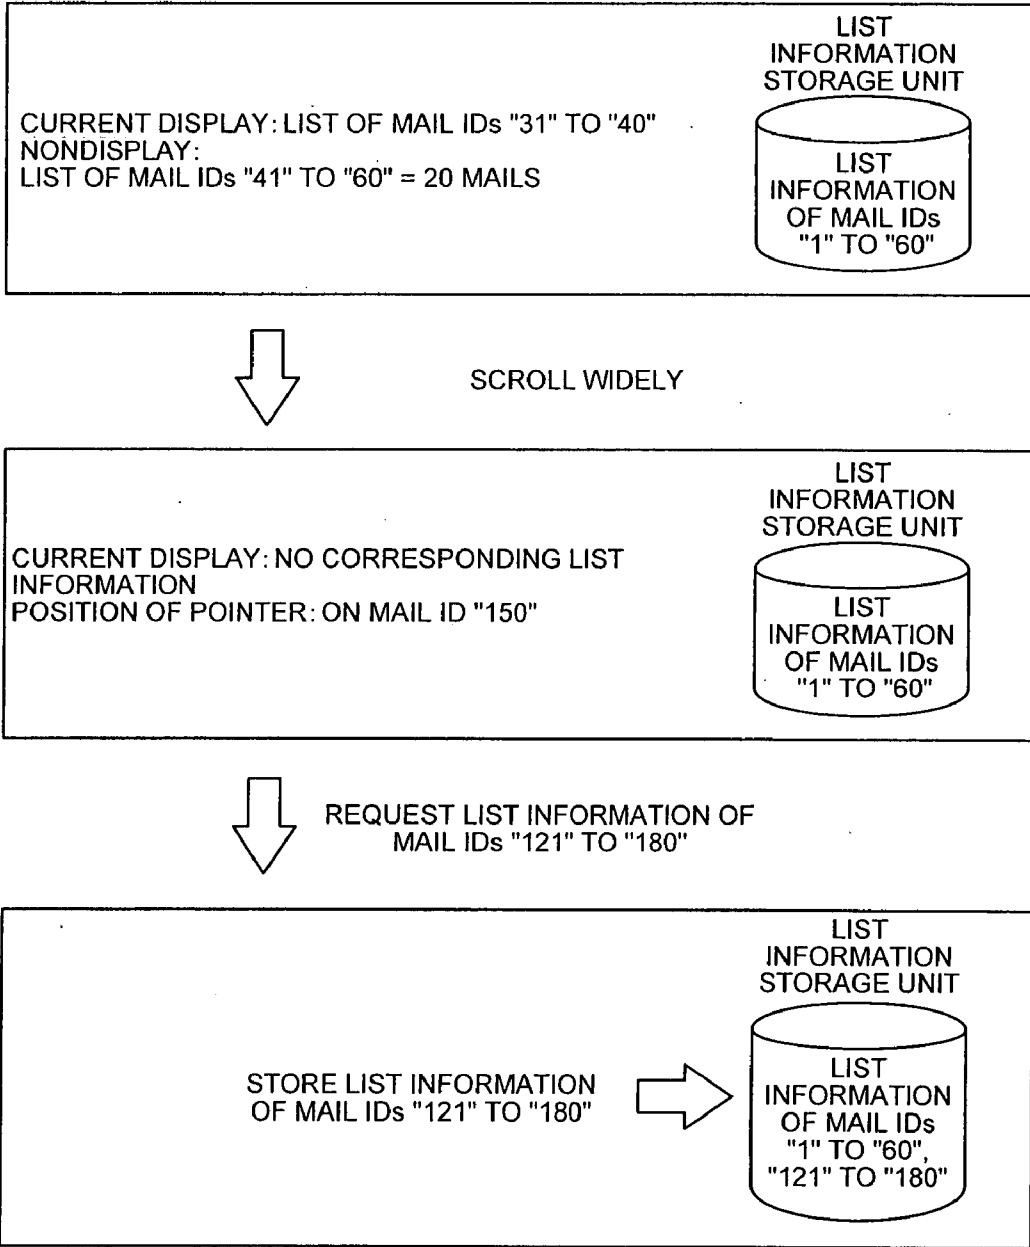 LIST
INFORMATION
STORAGE UNIT
CURRENT DISPLAY: LIST OF MAIL IDs "31" TO "40"
NONDISPLAY:
LIST OF MAIL IDs "41" TO "60" = 20 MAILS
LIST
INFORMATION
OF MAIL IDs
"1" TO "60"
SCROLL WIDELY
LIST
INFORMATION
STORAGE UNIT
CURRENT DISPLAY: NO CORRESPONDING LIST
INFORMATION
POSITION OF POINTER: ON MAIL ID "150"
LIST
INFORMATION
OF MAIL IDs
"1" TO "60"
REQUEST LIST INFORMATION OF
MAIL IDs "121" TO "180"
LIST
INFORMATION
STORAGE UNIT
STORE LIST INFORMATION
OF MAIL IDs "121" TO "180"
LIST
INFORMATION
OF MAIL IDs
"1" TO "60",
"121" TO "180"